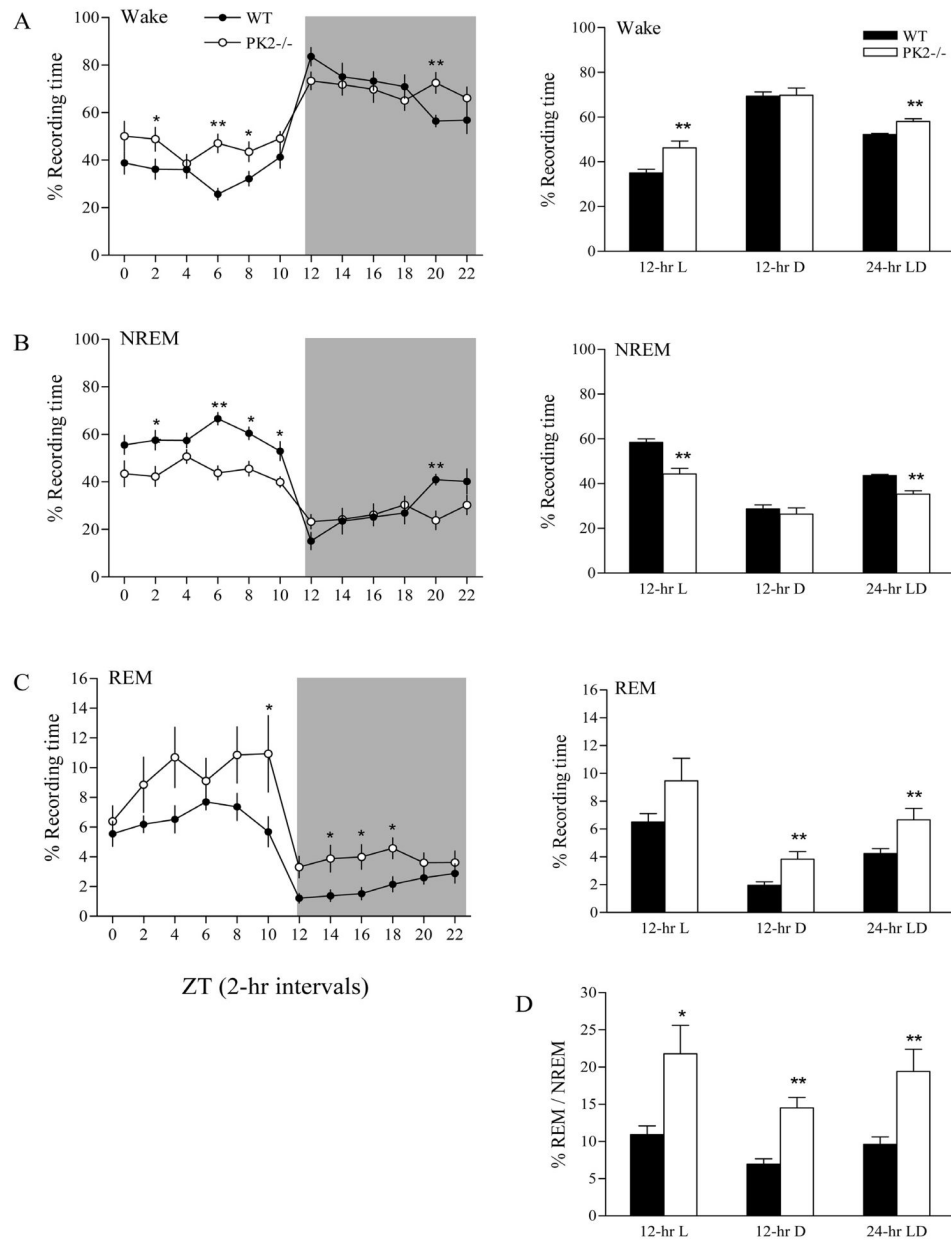 A
Wake
WT
PK2-/-
% Recording time
100
80
60
40
20
0
*
**
*
**
0 2 4 6 8 10 12 14 16 18 20 22
Wake
WT
PK2-/-
% Recording time
100
80
60
40
20
0
**
**
12-hr L 12-hr D 24-hr LD
B
NREM
% Recording time
100
80
60
40
20
0
*
**
*
*
**
0 2 4 6 8 10 12 14 16 18 20 22
NREM
% Recording time
100
80
60
40
20
0
**
**
12-hr L 12-hr D 24-hr LD
C
REM
% Recording time
16
14
12
10
8
6
4
2
0
*
*
*
*
0 2 4 6 8 10 12 14 16 18 20 22
ZT (2-hr intervals)
REM
% Recording time
16
14
12
10
8
6
4
2
0
**
**
12-hr L 12-hr D 24-hr LD
D
% REM / NREM
30
25
20
15
10
5
0
*
**
**
12-hr L 12-hr D 24-hr LD